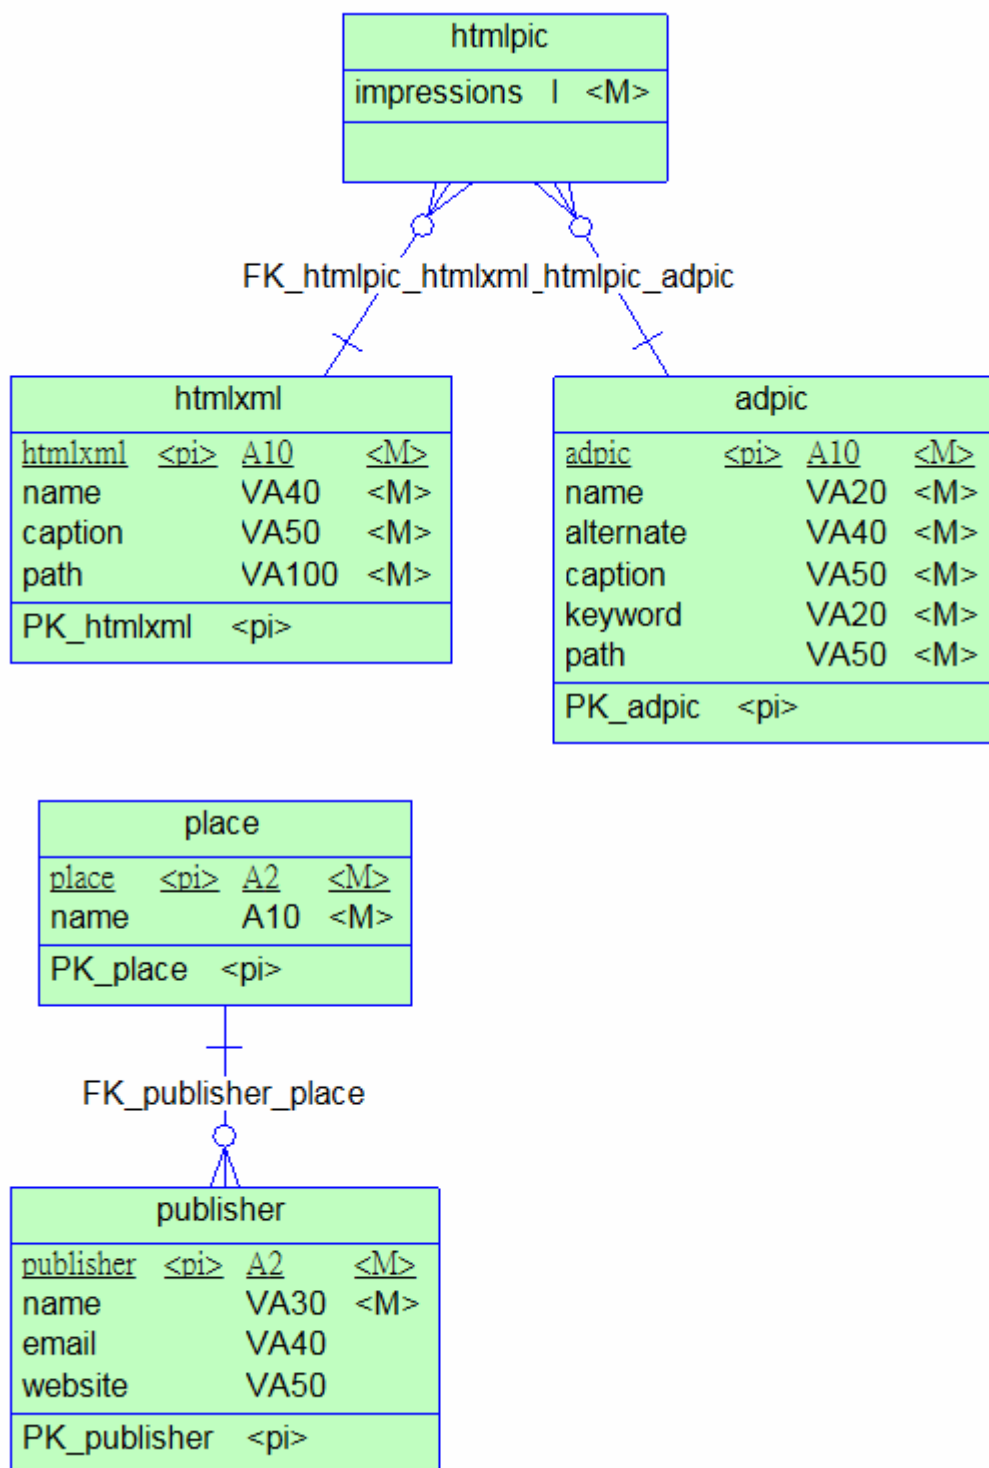 htmlpic
impressions I <M>
FK_htmlpic_htmlxml_htmlpic_adpic
htmlxml
htmlxml <pi> A10 <M>
name VA40 <M>
caption VA50 <M>
path VA100 <M>
PK_htmlxml <pi>
adpic
adpic <pi> A10 <M>
name VA20 <M>
alternate VA40 <M>
caption VA50 <M>
keyword VA20 <M>
path VA50 <M>
PK_adpic <pi>
place
place <pi> A2 <M>
name A10 <M>
PK_place <pi>
FK_publisher_place
publisher
publisher <pi> A2 <M>
name VA30 <M>
email VA40
website VA50
PK_publisher <pi>